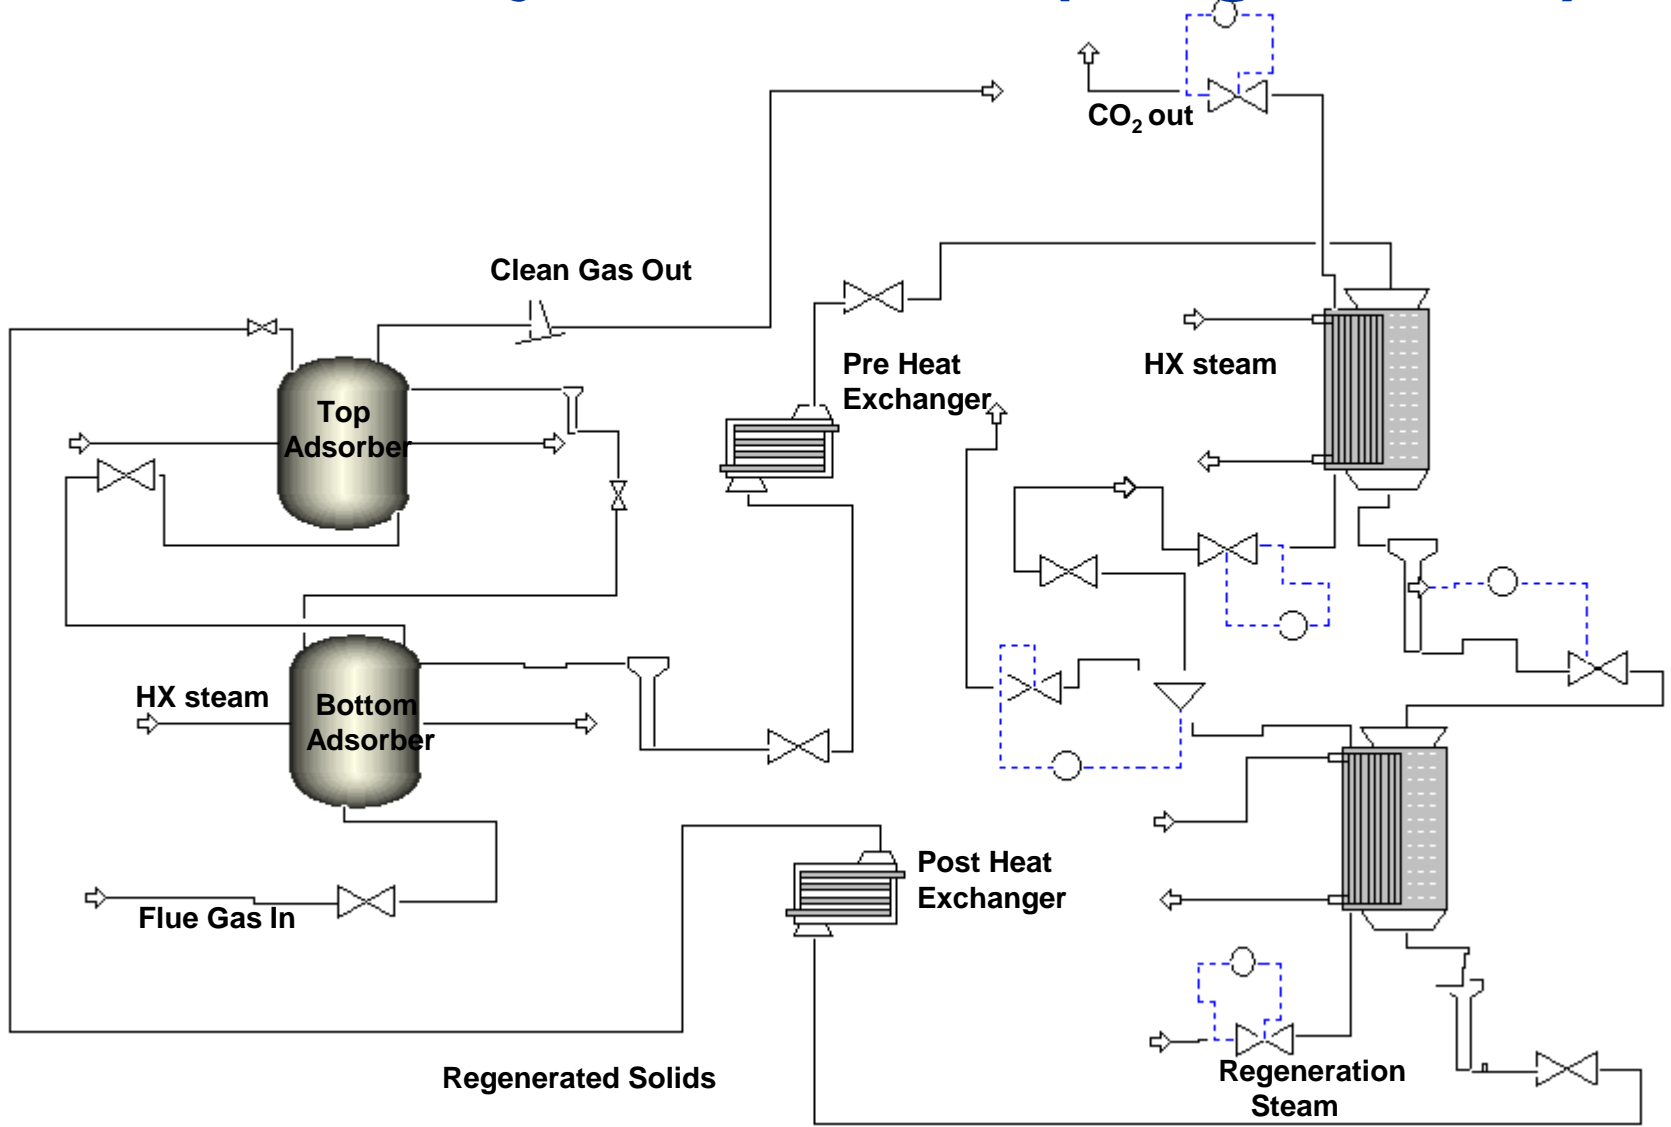 CO₂ out
Clean Gas Out
Pre Heat
Exchanger
HX steam
Top
Adsorber
HX steam
Bottom
Adsorber
Post Heat
Exchanger
Flue Gas In
Regenerated Solids
Regeneration
Steam